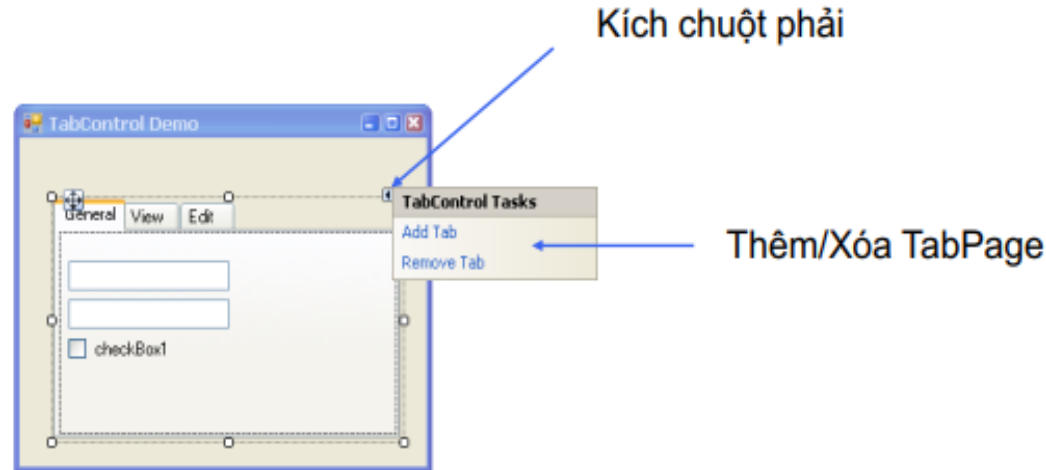 Kích chuột phải
TabControl Demo
General View Edit
TabControl Tasks
Add Tab
Remove Tab
Thêm/Xóa TabPage
checkBox1